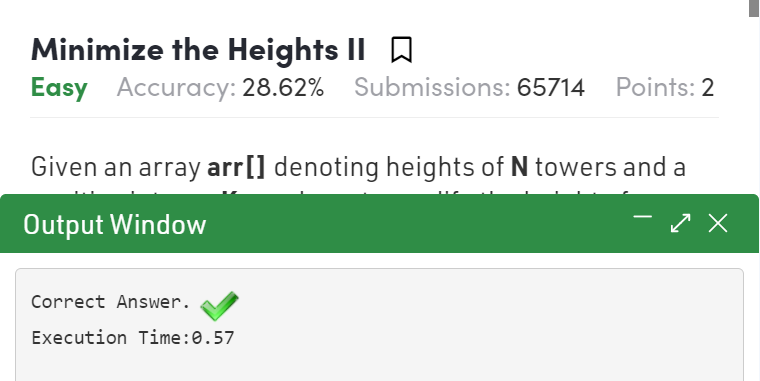 Minimize the Heights II
Easy Accuracy: 28.62% Submissions: 65714 Points: 2
Given an array arr[] denoting heights of N towers and a
Output Window
Correct Answer.
Execution Time:0.57